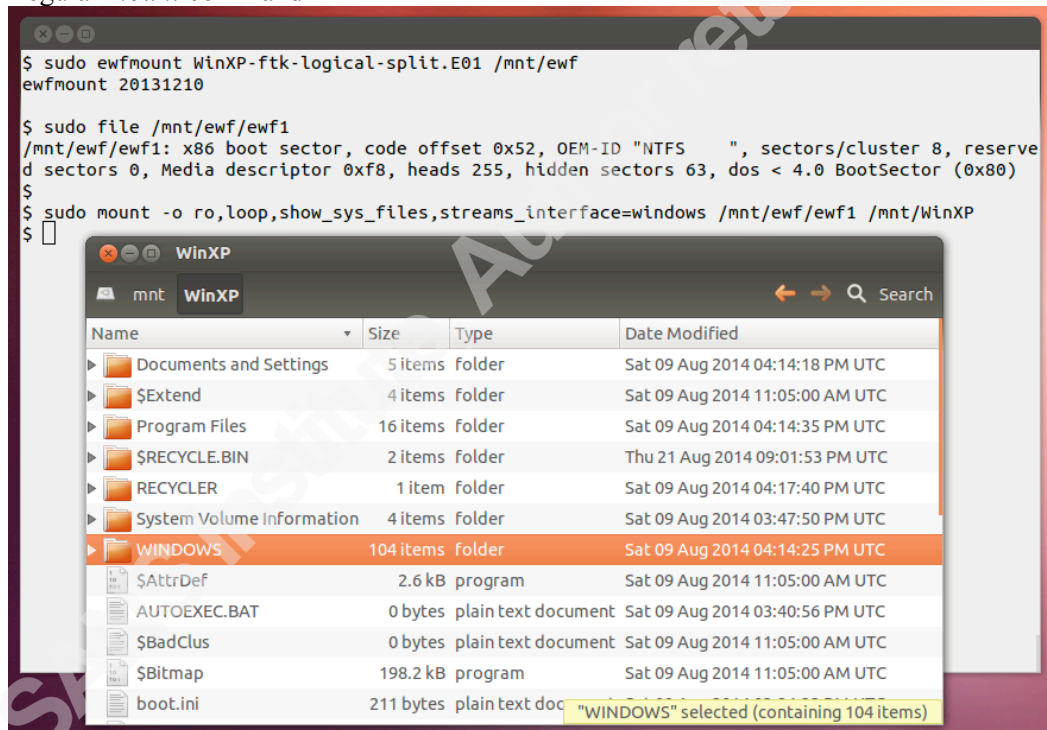 $ sudo ewfmount WinXP-ftk-logical-split.E01 /mnt/ewf
ewfmount 20131210
$ sudo file /mnt/ewf/ewf1
/mnt/ewf/ewf1: x86 boot sector, code offset 0x52, OEM-ID "NTFS    ", sectors/cluster 8, reserve
d sectors 0, Media descriptor 0xf8, heads 255, hidden sectors 63, dos < 4.0 BootSector (0x80)
$
$ sudo mount -o ro,loop,show_sys_files,streams_interface=windows /mnt/ewf/ewf1 /mnt/WinXP
$
WinXP
mnt WinXP Search
Name Size Type Date Modified
Documents and Settings 5 items folder Sat 09 Aug 2014 04:14:18 PM UTC
$Extend 4 items folder Sat 09 Aug 2014 11:05:00 AM UTC
Program Files 16 items folder Sat 09 Aug 2014 04:14:35 PM UTC
$RECYCLE.BIN 2 items folder Thu 21 Aug 2014 09:01:53 PM UTC
RECYCLER 1 item folder Sat 09 Aug 2014 04:17:40 PM UTC
System Volume Information 4 items folder Sat 09 Aug 2014 03:47:50 PM UTC
WINDOWS 104 items folder Sat 09 Aug 2014 04:14:25 PM UTC
$AttrDef 2.6 kB program Sat 09 Aug 2014 11:05:00 AM UTC
AUTOEXEC.BAT 0 bytes plain text document Sat 09 Aug 2014 03:40:56 PM UTC
$BadClus 0 bytes plain text document Sat 09 Aug 2014 11:05:00 AM UTC
$Bitmap 198.2 kB program Sat 09 Aug 2014 11:05:00 AM UTC
boot.ini 211 bytes plain text doc
"WINDOWS" selected (containing 104 items)